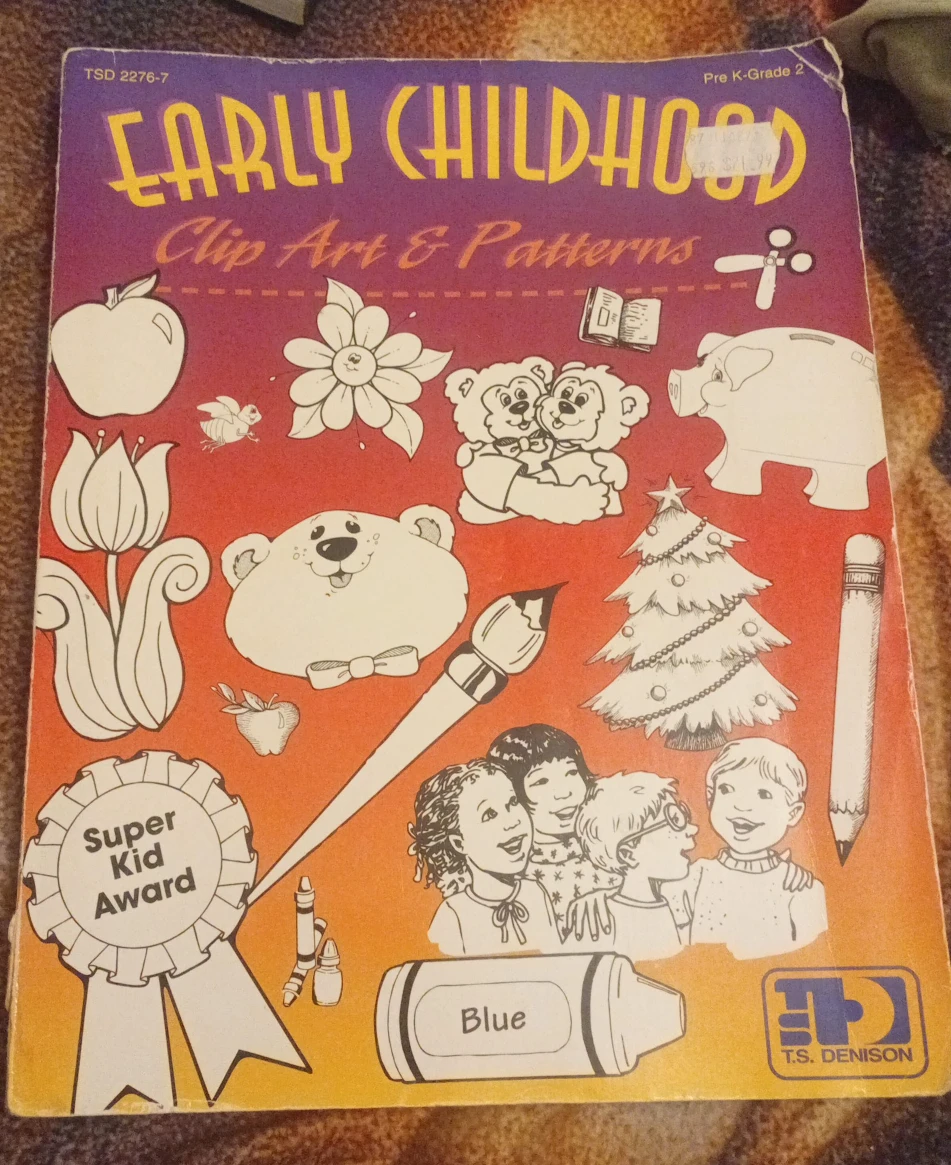 TSD 2276-7
Pre K-Grade 2
EARLY CHILDHOOD
Clip Art & Patterns
Super
Kid
Award
Blue
T.S. DENISON